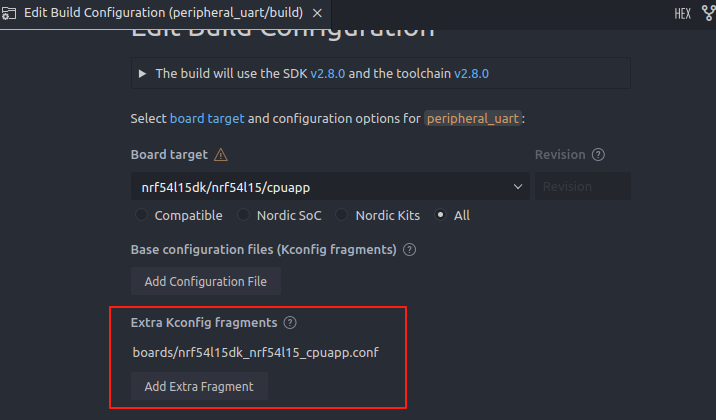 Edit Build Configuration (peripheral_uart/build)
HEX
Edit Build Configuration
The build will use the SDK v2.8.0 and the toolchain v2.8.0
Select board target and configuration options for peripheral_uart:
Board target
Revision
nrf54l15dk/nrf54l15/cpuapp
Revision
Compatible Nordic SoC Nordic Kits All
Base configuration files (Kconfig fragments)
Add Configuration File
Extra Kconfig fragments
boards/nrf54l15dk_nrf54l15_cpuapp.conf
Add Extra Fragment